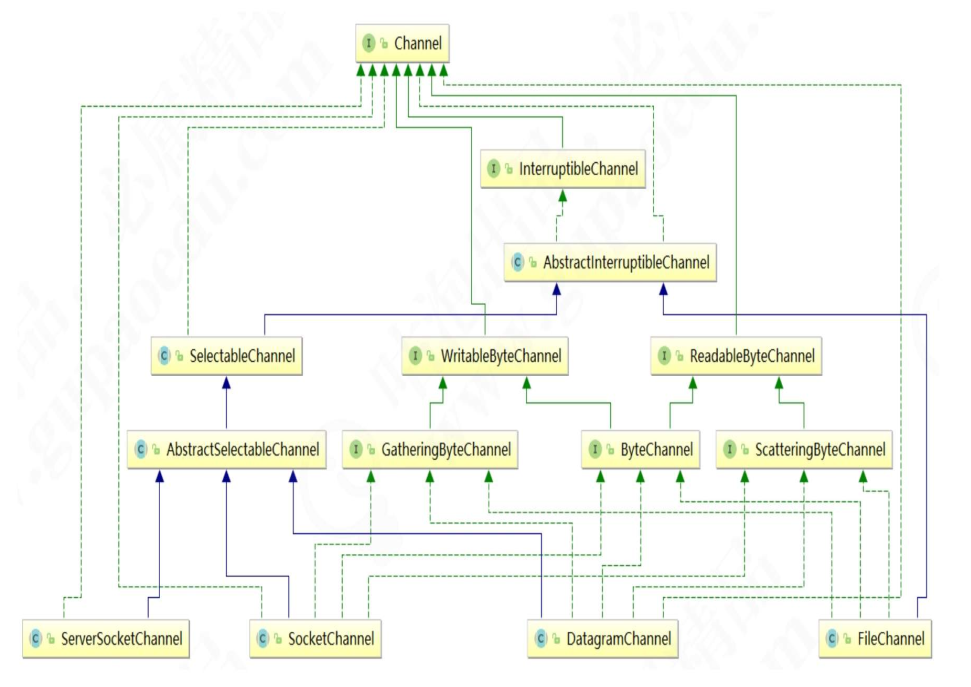 I Channel
I InterruptibleChannel
C AbstractInterruptibleChannel
C SelectableChannel
I WritableByteChannel
I ReadableByteChannel
C AbstractSelectableChannel
I GatheringByteChannel
I ByteChannel
I ScatteringByteChannel
C ServerSocketChannel
C SocketChannel
C DatagramChannel
C FileChannel